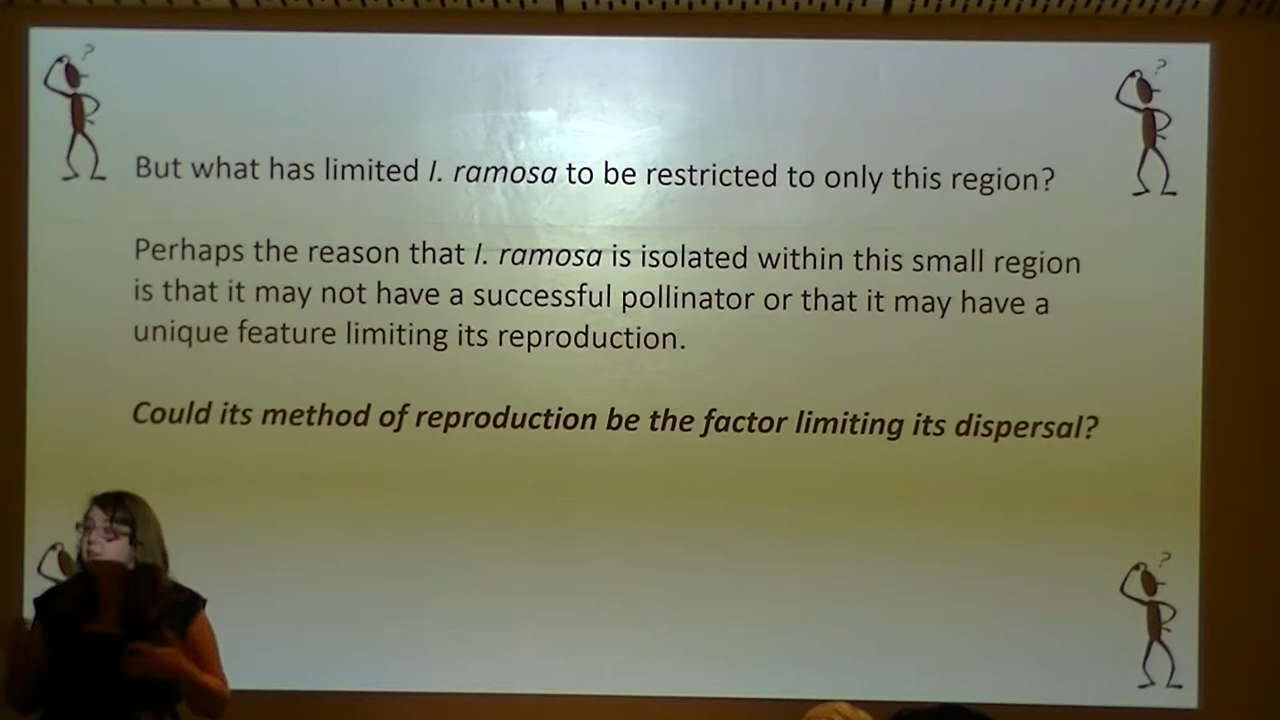 ?
?
But what has limited I. ramosa to be restricted to only this region?
Perhaps the reason that I. ramosa is isolated within this small region
is that it may not have a successful pollinator or that it may have a
unique feature limiting its reproduction.
Could its method of reproduction be the factor limiting its dispersal?
?